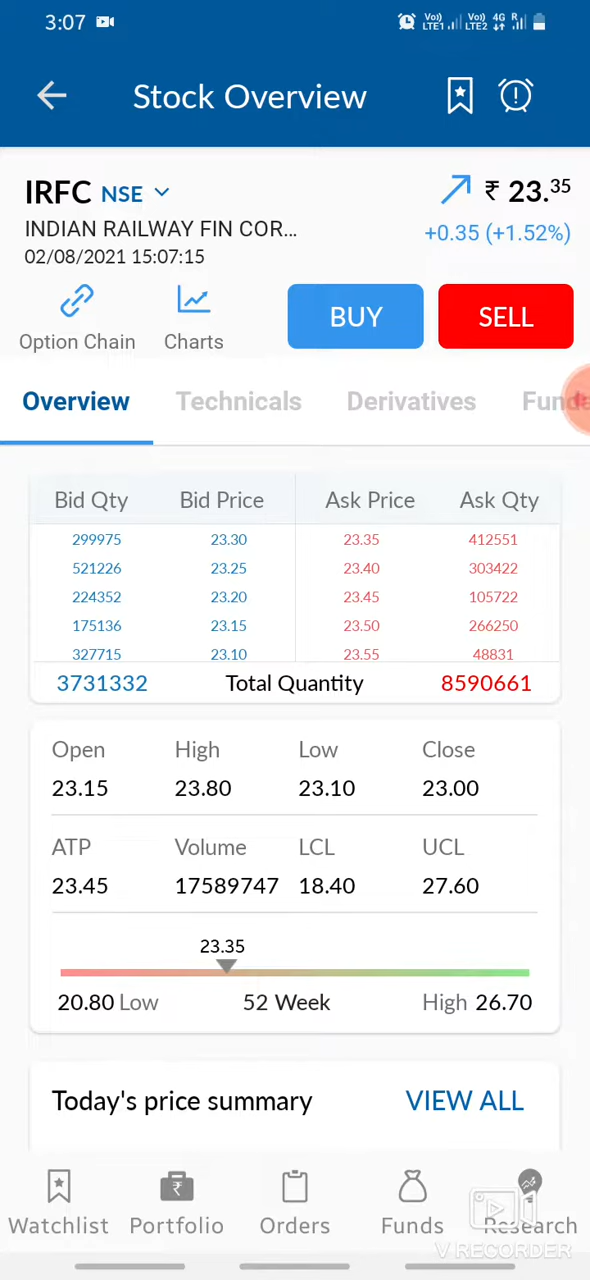 3:07 Vo)) LTE1 Vo)) LTE2 4G R
Stock Overview
IRFC NSE ₹ 23.35
INDIAN RAILWAY FIN COR... +0.35 (+1.52%)
02/08/2021 15:07:15
Option Chain Charts BUY SELL
Overview Technicals Derivatives Funda
Bid Qty Bid Price Ask Price Ask Qty
299975 23.30 23.35 412551
521226 23.25 23.40 303422
224352 23.20 23.45 105722
175136 23.15 23.50 266250
327715 23.10 23.55 48831
3731332 Total Quantity 8590661
Open High Low Close
23.15 23.80 23.10 23.00
ATP Volume LCL UCL
23.45 17589747 18.40 27.60
23.35
20.80 Low 52 Week High 26.70
Today's price summary VIEW ALL
Watchlist Portfolio Orders Funds Research
V RECORDER